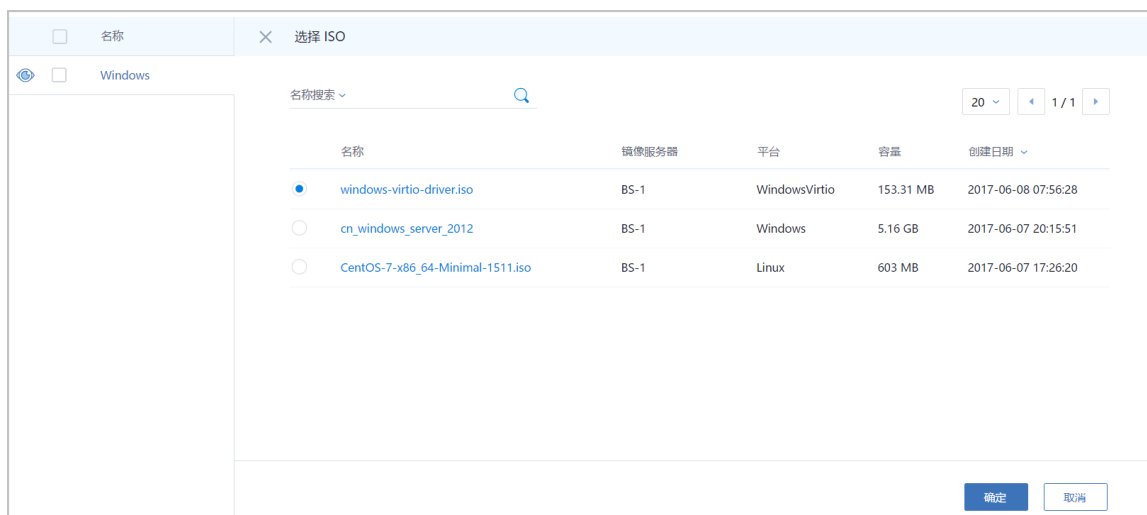 名称
选择 ISO
Windows
名称搜索
20
1 / 1
名称 镜像服务器 平台 容量 创建日期
windows-virtio-driver.iso BS-1 WindowsVirtio 153.31 MB 2017-06-08 07:56:28
cn_windows_server_2012 BS-1 Windows 5.16 GB 2017-06-07 20:15:51
CentOS-7-x86_64-Minimal-1511.iso BS-1 Linux 603 MB 2017-06-07 17:26:20
确定 取消